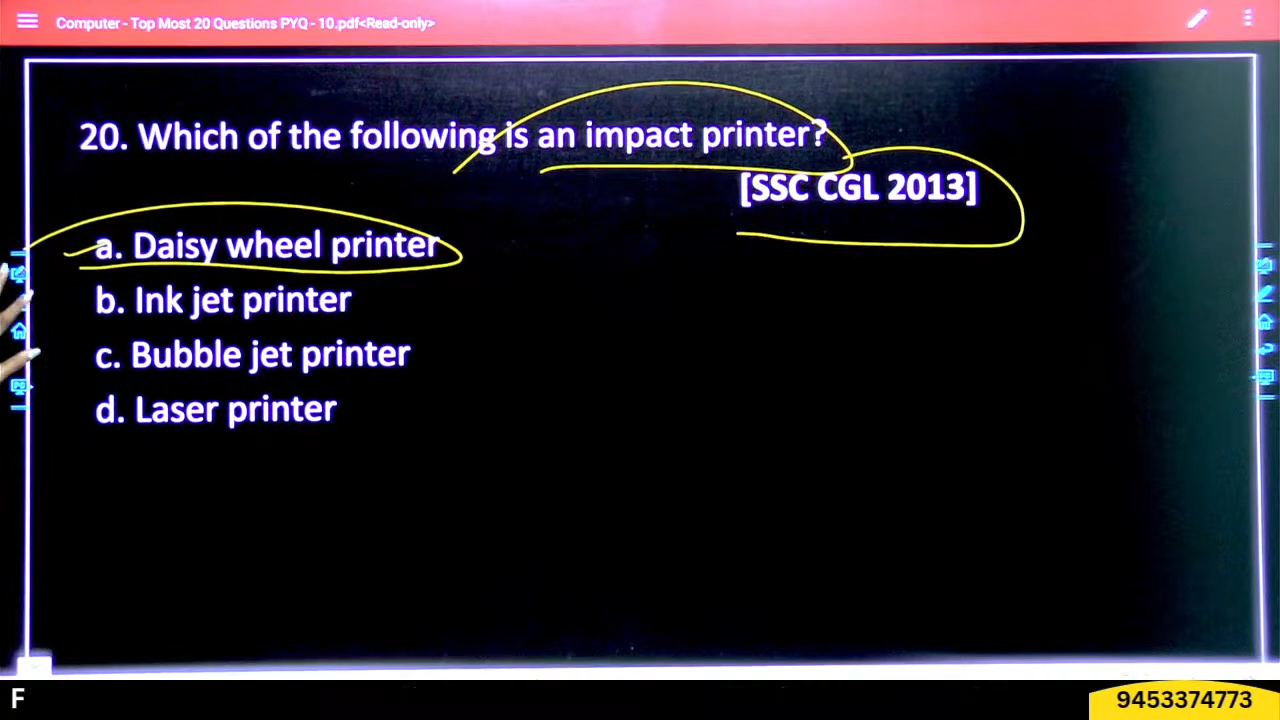 Computer - Top Most 20 Questions PYQ - 10.pdf<Read-only>
20. Which of the following is an impact printer?
[SSC CGL 2013]
a. Daisy wheel printer
b. Ink jet printer
c. Bubble jet printer
d. Laser printer
F
9453374773